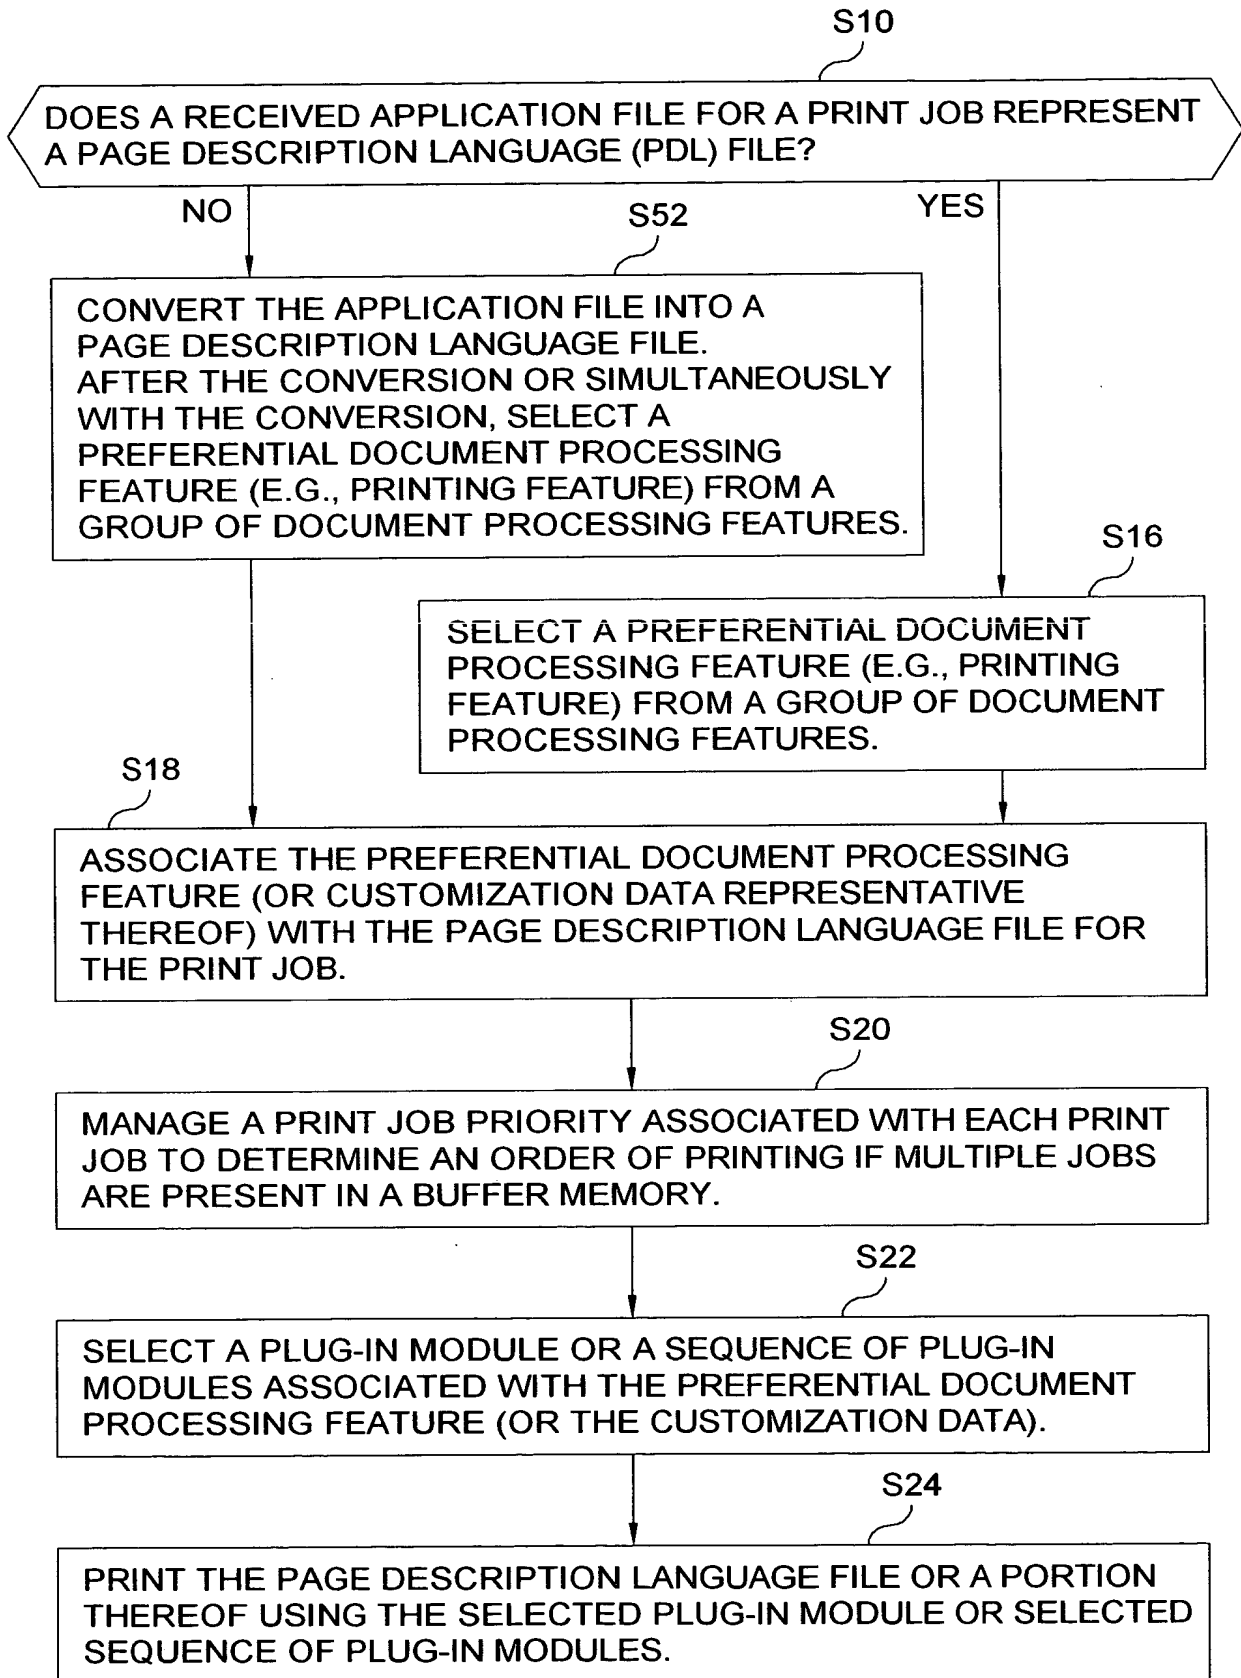 S10
DOES A RECEIVED APPLICATION FILE FOR A PRINT JOB REPRESENT
A PAGE DESCRIPTION LANGUAGE (PDL) FILE?
NO
YES
S52
CONVERT THE APPLICATION FILE INTO A
PAGE DESCRIPTION LANGUAGE FILE.
AFTER THE CONVERSION OR SIMULTANEOUSLY
WITH THE CONVERSION, SELECT A
PREFERENTIAL DOCUMENT PROCESSING
FEATURE (E.G., PRINTING FEATURE) FROM A
GROUP OF DOCUMENT PROCESSING FEATURES.
S16
SELECT A PREFERENTIAL DOCUMENT
PROCESSING FEATURE (E.G., PRINTING
FEATURE) FROM A GROUP OF DOCUMENT
PROCESSING FEATURES.
S18
ASSOCIATE THE PREFERENTIAL DOCUMENT PROCESSING
FEATURE (OR CUSTOMIZATION DATA REPRESENTATIVE
THEREOF) WITH THE PAGE DESCRIPTION LANGUAGE FILE FOR
THE PRINT JOB.
S20
MANAGE A PRINT JOB PRIORITY ASSOCIATED WITH EACH PRINT
JOB TO DETERMINE AN ORDER OF PRINTING IF MULTIPLE JOBS
ARE PRESENT IN A BUFFER MEMORY.
S22
SELECT A PLUG-IN MODULE OR A SEQUENCE OF PLUG-IN
MODULES ASSOCIATED WITH THE PREFERENTIAL DOCUMENT
PROCESSING FEATURE (OR THE CUSTOMIZATION DATA).
S24
PRINT THE PAGE DESCRIPTION LANGUAGE FILE OR A PORTION
THEREOF USING THE SELECTED PLUG-IN MODULE OR SELECTED
SEQUENCE OF PLUG-IN MODULES.